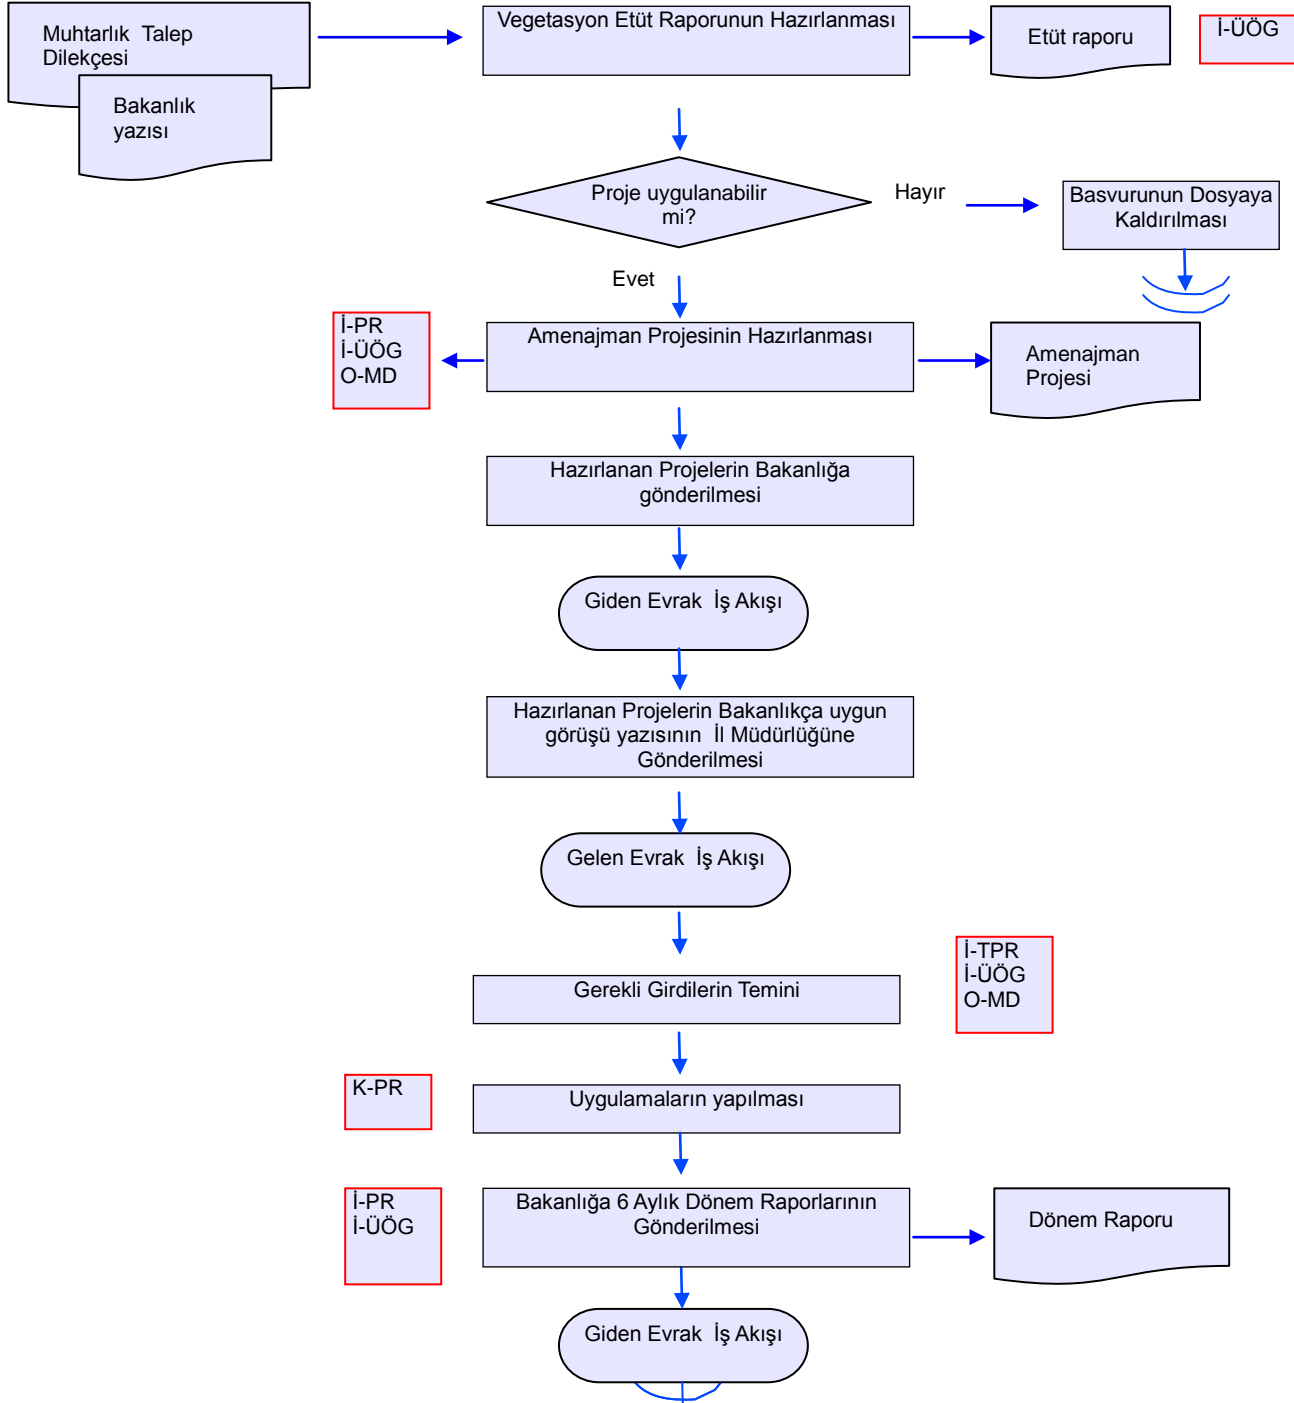 Muhtarlık Talep
Dilekçesi
Bakanlık
yazısı
Vegetasyon Etüt Raporunun Hazırlanması
Etüt raporu
İ-ÜÖG
Proje uygulanabilir
mi?
Hayır
Basvurunun Dosyaya
Kaldırılması
Evet
İ-PR
İ-ÜÖG
O-MD
Amenajman Projesinin Hazırlanması
Amenajman
Projesi
Hazırlanan Projelerin Bakanlığa
gönderilmesi
Giden Evrak İş Akışı
Hazırlanan Projelerin Bakanlıkça uygun
görüşü yazısının İl Müdürlüğüne
Gönderilmesi
Gelen Evrak İş Akışı
Gerekli Girdilerin Temini
İ-TPR
İ-ÜÖG
O-MD
K-PR
Uygulamaların yapılması
İ-PR
İ-ÜÖG
Bakanlığa 6 Aylık Dönem Raporlarının
Gönderilmesi
Dönem Raporu
Giden Evrak İş Akışı